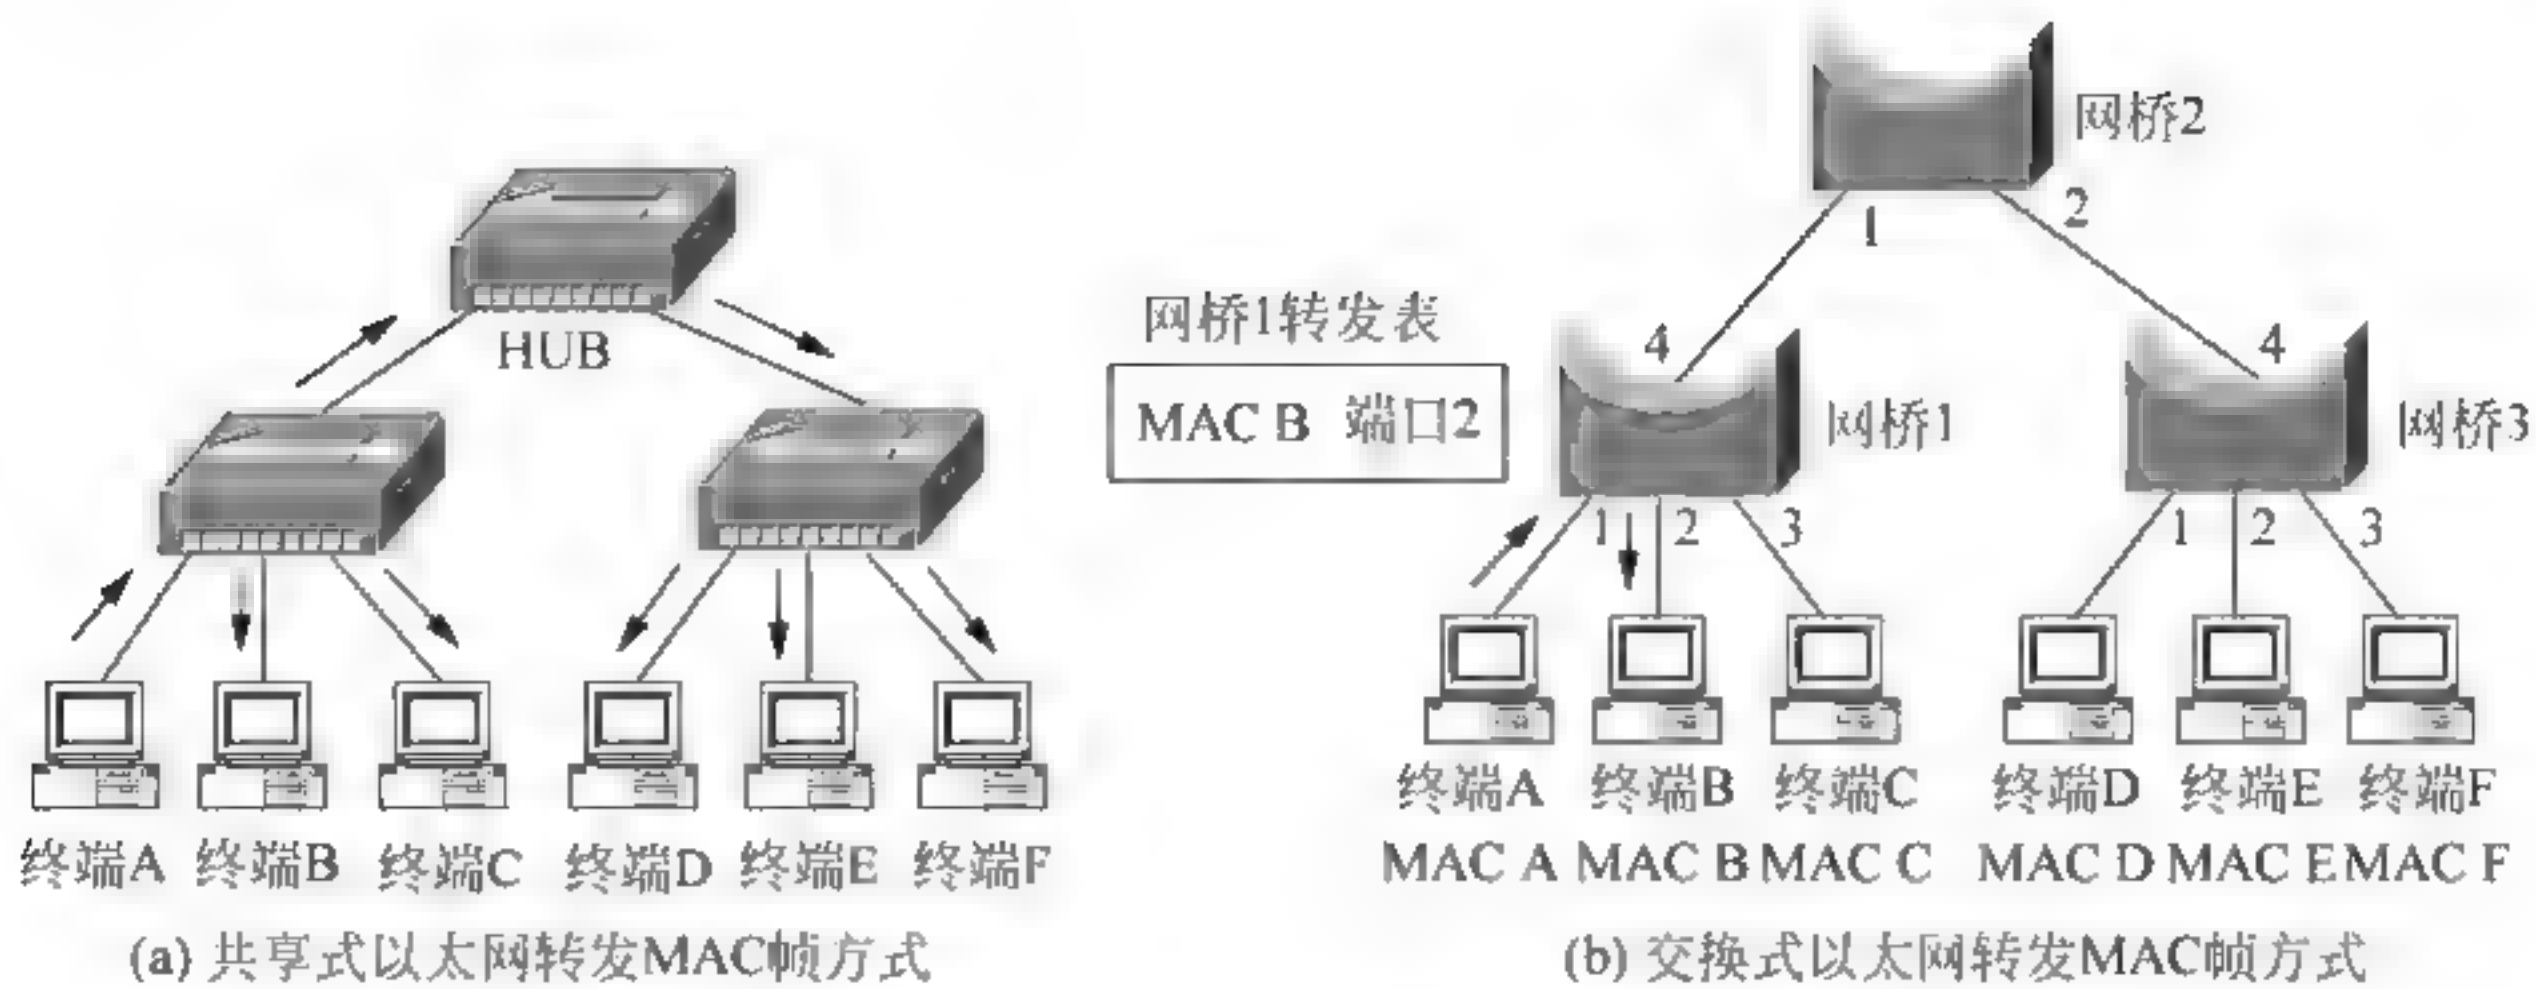 HUB
终端A 终端B 终端C 终端D 终端E 终端F
(a) 共享式以太网转发MAC帧方式
网桥2
1 2
网桥1转发表
MAC B 端口2
4 4
网桥1 网桥3
1 2 3 1 2 3
终端A 终端B 终端C 终端D 终端E 终端F
MAC A MAC B MAC C MAC D MAC E MAC F
(b) 交换式以太网转发MAC帧方式